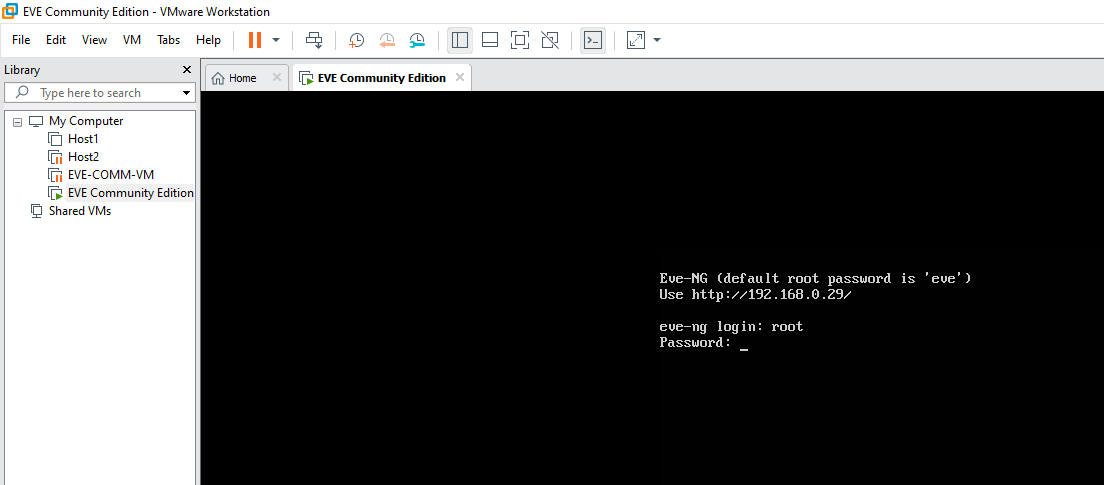 EVE Community Edition - VMware Workstation
File Edit View VM Tabs Help
Library
Type here to search
My Computer
Host1
Host2
EVE-COMM-VM
EVE Community Edition
Shared VMs
Home
EVE Community Edition
Eve-NG (default root password is 'eve')
Use http://192.168.0.29/
eve-ng login: root
Password: _